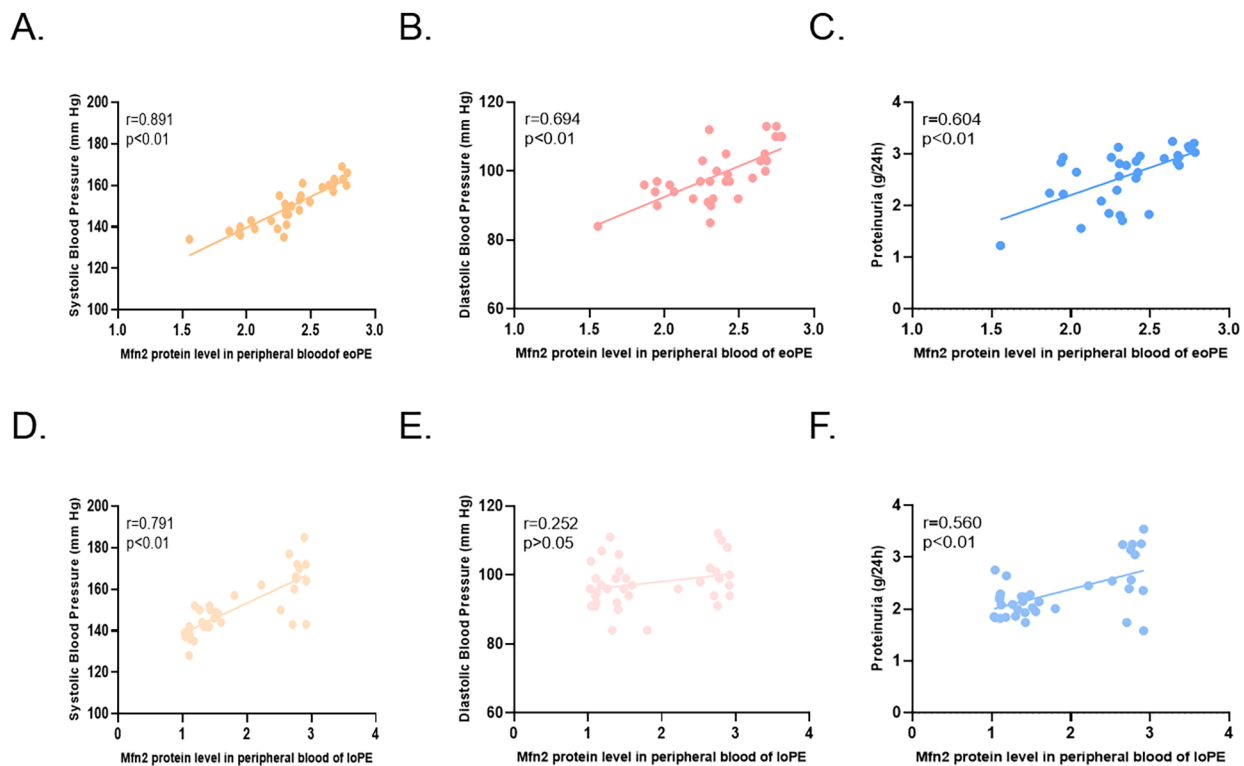 A.
r=0.891
p<0.01
Systolic Blood Pressure (mm Hg)
200
180
160
140
120
100
1.0 1.5 2.0 2.5 3.0
Mfn2 protein level in peripheral bloodof eoPE
B.
r=0.694
p<0.01
Diastolic Blood Pressure (mm Hg)
120
100
80
60
1.0 1.5 2.0 2.5 3.0
Mfn2 protein level in peripheral blood of eoPE
C.
r=0.604
p<0.01
Proteinuria (g/24h)
4
3
2
1
0
1.0 1.5 2.0 2.5 3.0
Mfn2 protein level in peripheral blood of eoPE
D.
r=0.791
p<0.01
Systolic Blood Pressure (mm Hg)
200
180
160
140
120
100
0 1 2 3 4
Mfn2 protein level in peripheral blood of loPE
E.
r=0.252
p>0.05
Diastolic Blood Pressure (mm Hg)
120
100
80
60
0 1 2 3 4
Mfn2 protein level in peripheral blood of loPE
F.
r=0.560
p<0.01
Proteinuria (g/24h)
4
3
2
1
0
0 1 2 3 4
Mfn2 protein level in peripheral blood of loPE